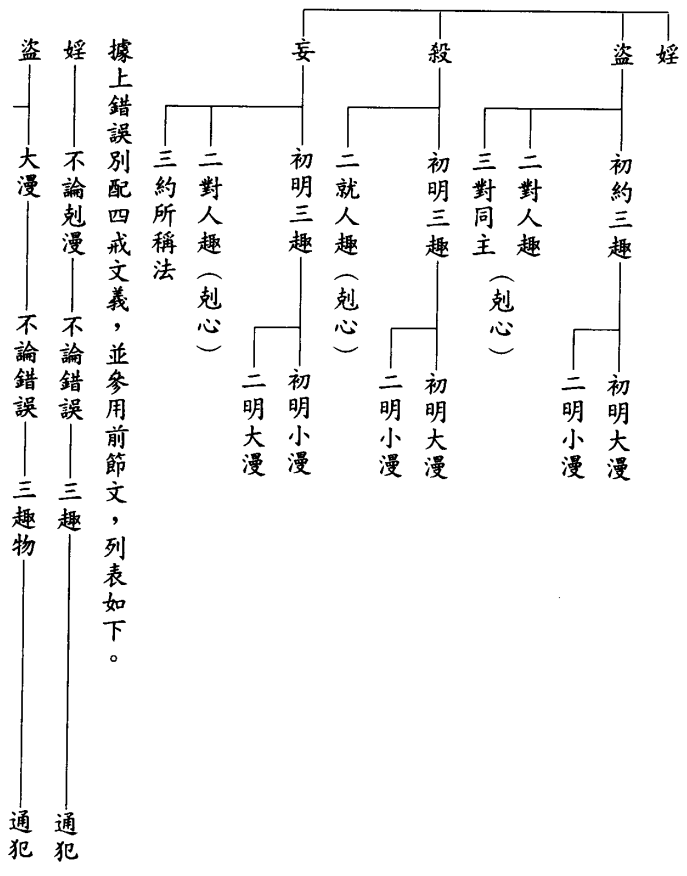 婬
盜
初約三趣
初明大漫
二明小漫
二對人趣
三對同主
（剋心）
殺
初明三趣
初明大漫
二明小漫
二就人趣（剋心）
妄
初明三趣
初明小漫
二明大漫
二對人趣（剋心）
三約所稱法
據上錯誤別配四戒文義，並參用前節文，列表如下。
婬 不論剋漫 不論錯誤 三趣 通犯
盜 大漫 不論錯誤 三趣物 通犯